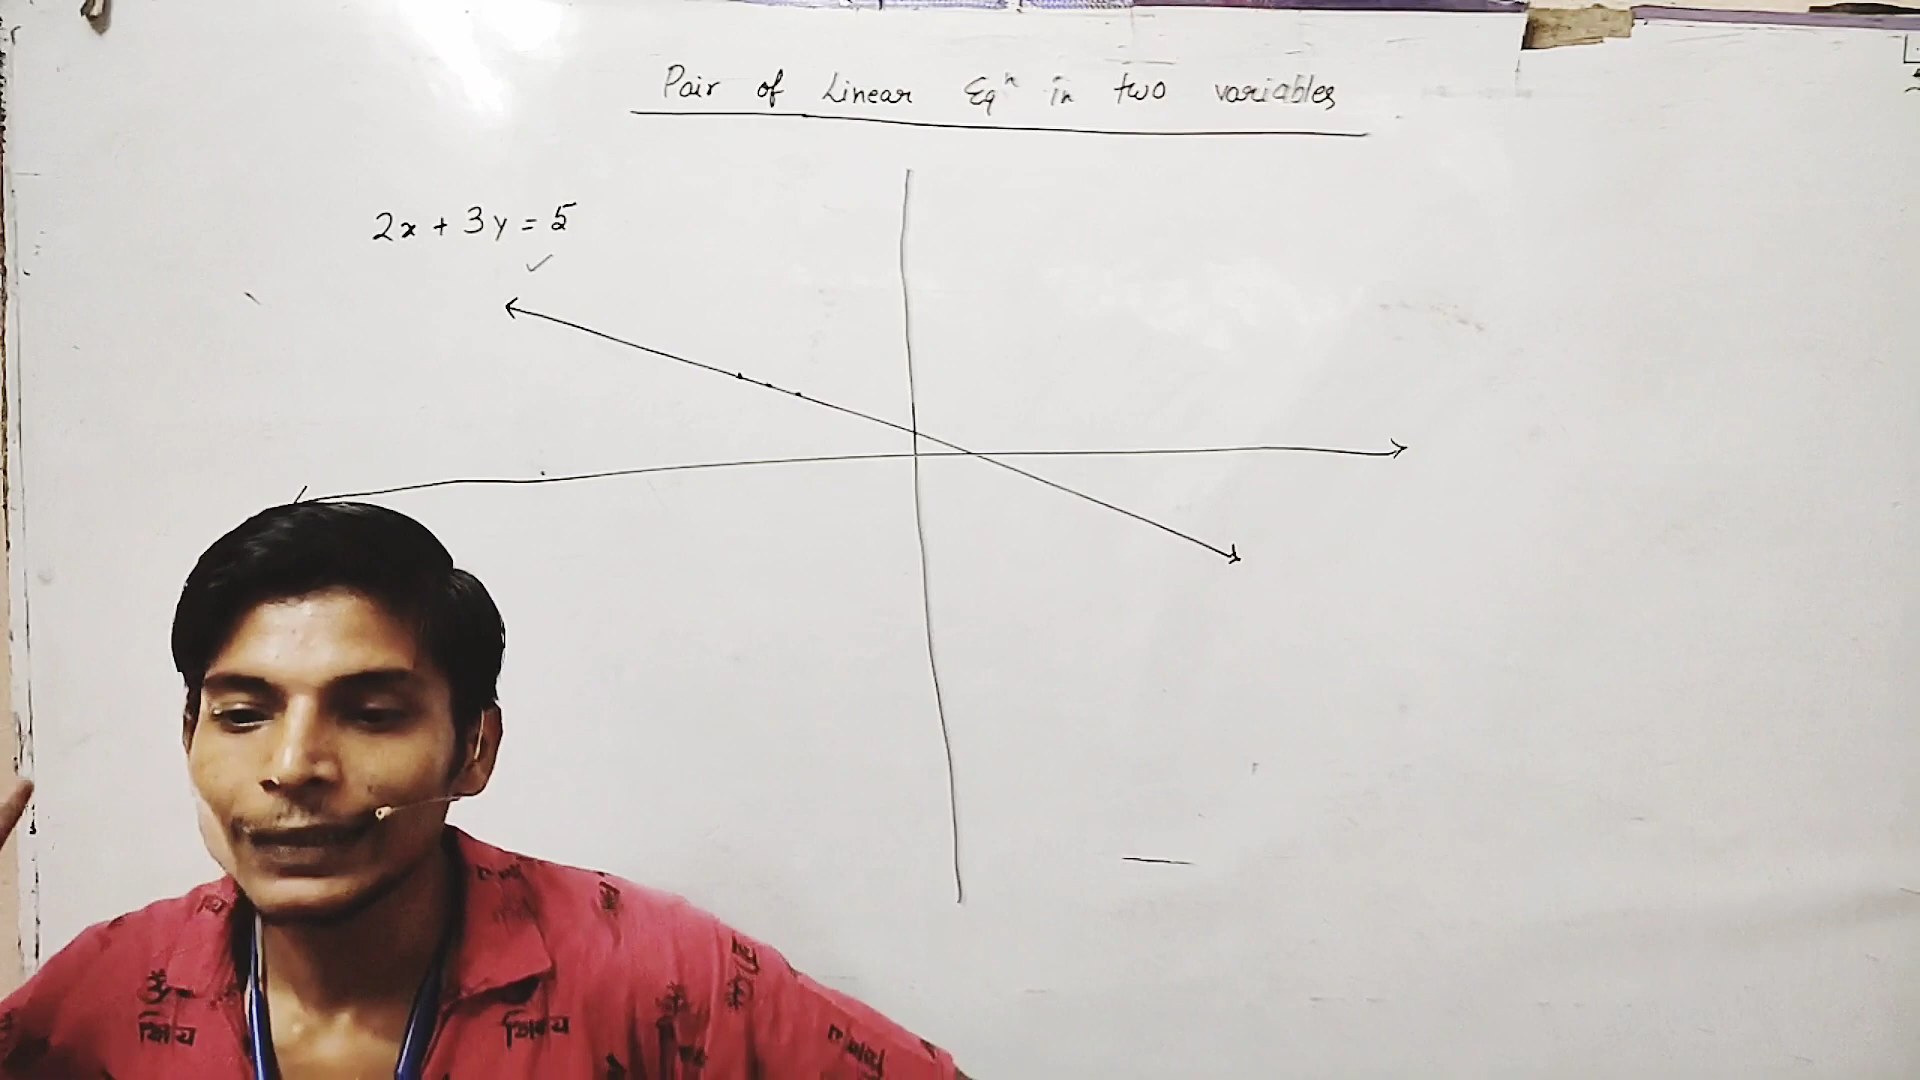 Pair of Linear Eqⁿ in two variables
2x + 3y = 5
ॐ
शिवाय
शिवाय